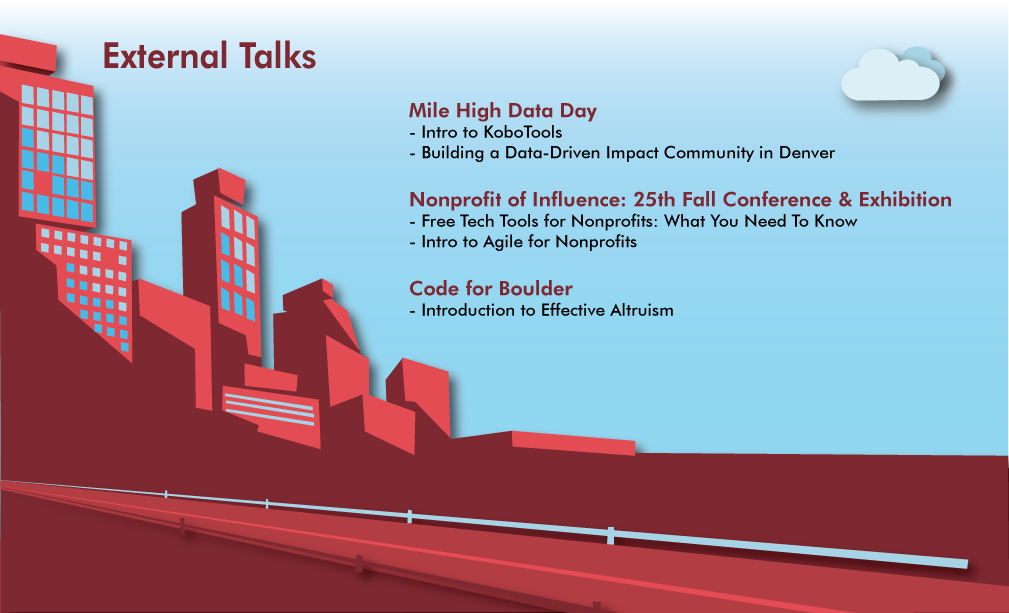 External Talks
Mile High Data Day
- Intro to KoboTools
- Building a Data-Driven Impact Community in Denver
Nonprofit of Influence: 25th Fall Conference & Exhibition
- Free Tech Tools for Nonprofits: What You Need To Know
- Intro to Agile for Nonprofits
Code for Boulder
- Introduction to Effective Altruism